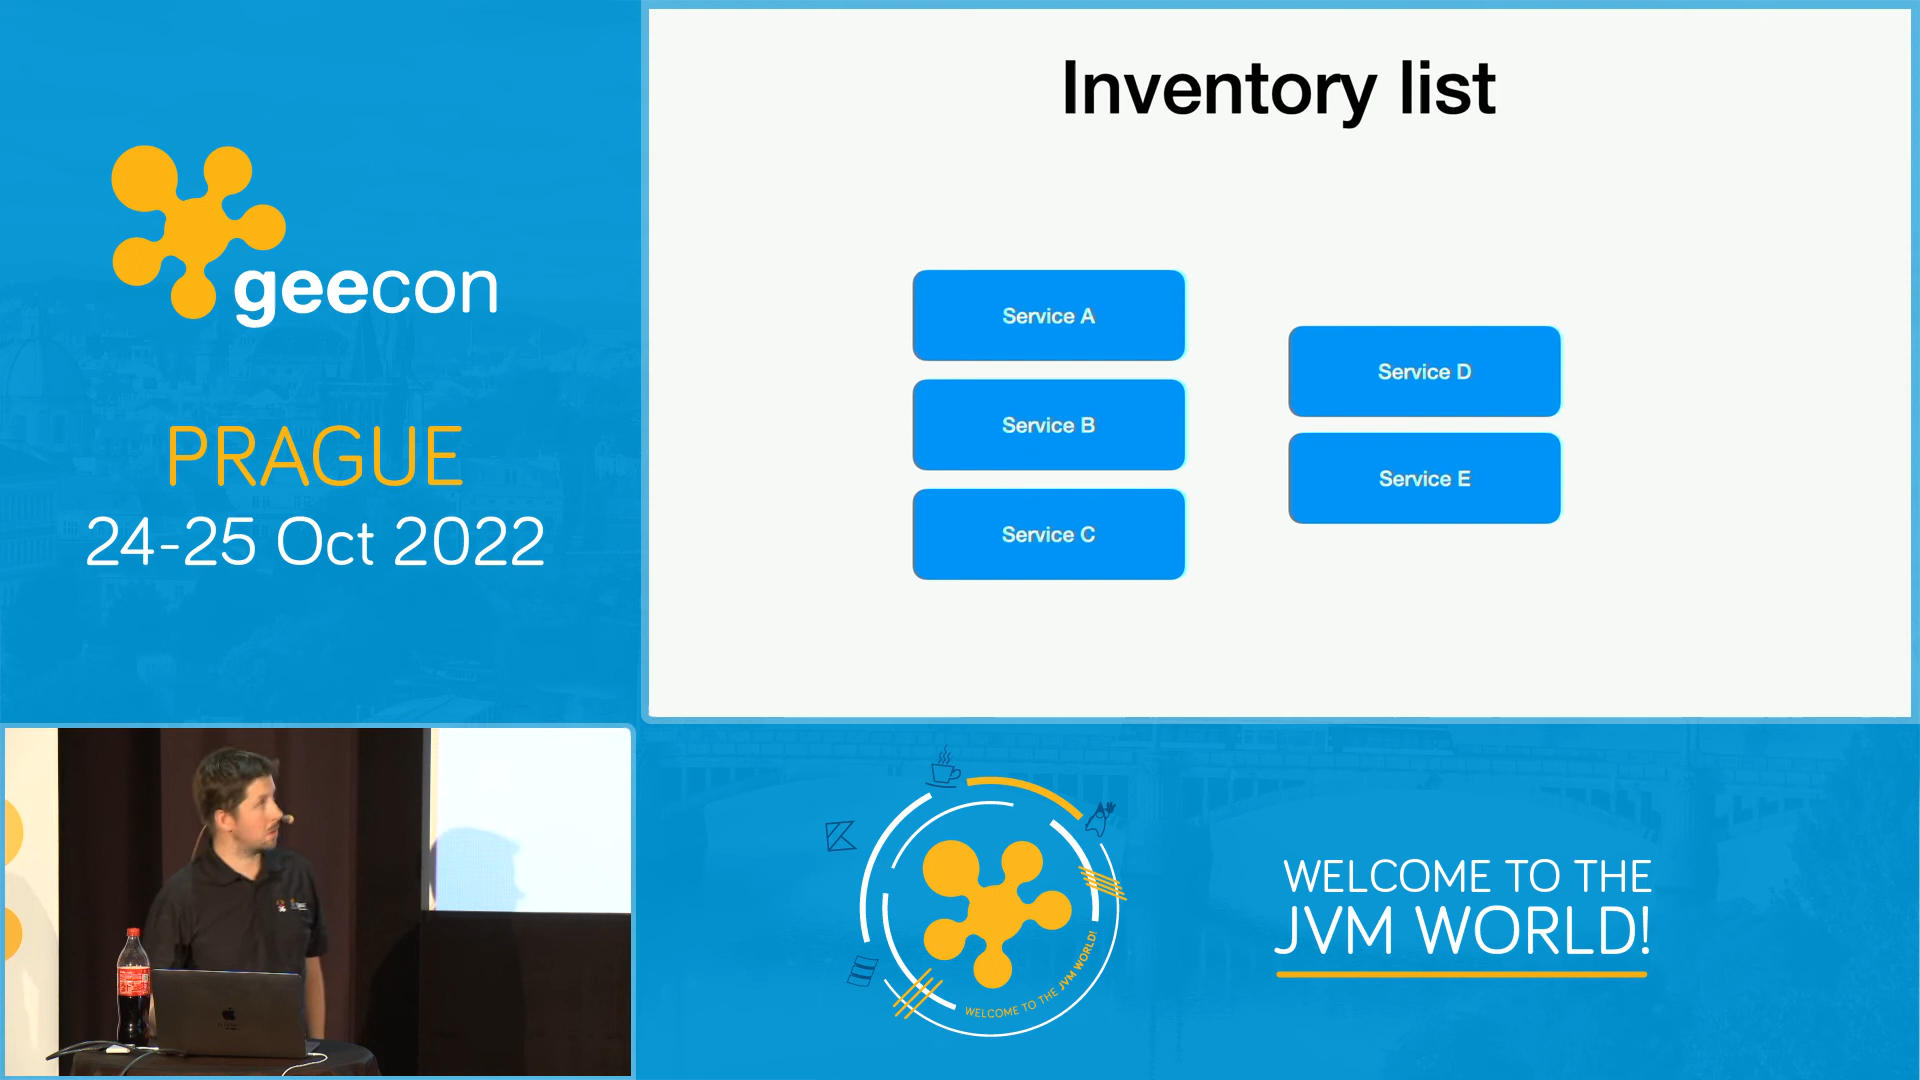 geecon
PRAGUE
24-25 Oct 2022
Inventory list
Service A
Service B
Service C
Service D
Service E
WELCOME TO THE JVM WORLD!
WELCOME TO THE
JVM WORLD!